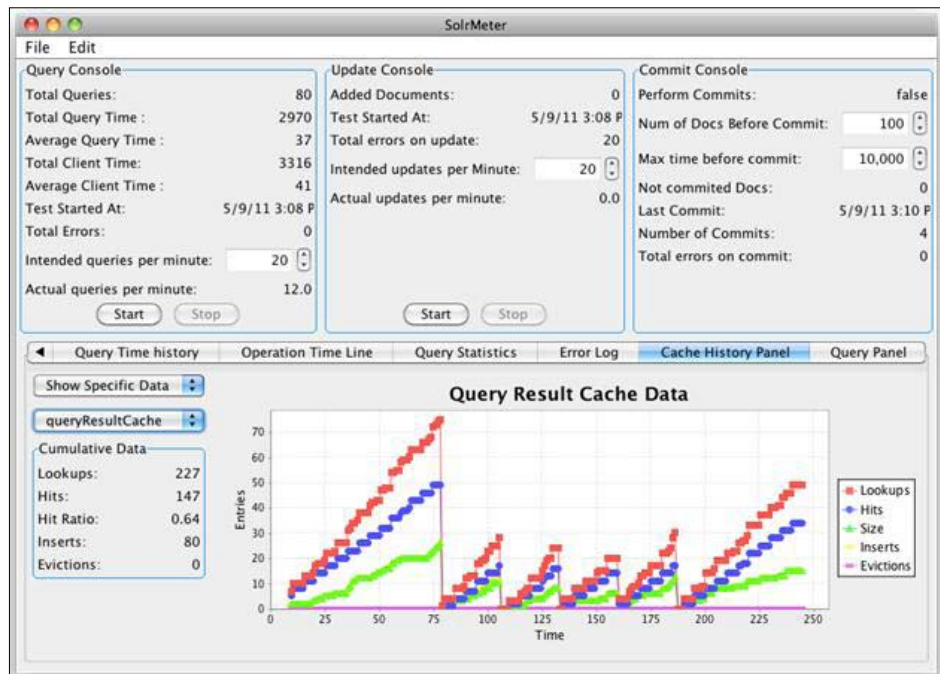 SolrMeter
File Edit
Query Console
Total Queries: 80
Total Query Time : 2970
Average Query Time : 37
Total Client Time: 3316
Average Client Time : 41
Test Started At: 5/9/11 3:08 P
Total Errors: 0
Intended queries per minute: 20
Actual queries per minute: 12.0
Start Stop
Update Console
Added Documents: 0
Test Started At: 5/9/11 3:08 P
Total errors on update: 20
Intended updates per Minute: 20
Actual updates per minute: 0.0
Start Stop
Commit Console
Perform Commits: false
Num of Docs Before Commit: 100
Max time before commit: 10,000
Not commited Docs: 0
Last Commit: 5/9/11 3:10 P
Number of Commits: 4
Total errors on commit: 0
Query Time history Operation Time Line Query Statistics Error Log Cache History Panel Query Panel
Show Specific Data
queryResultCache
Cumulative Data
Lookups: 227
Hits: 147
Hit Ratio: 0.64
Inserts: 80
Evictions: 0
Query Result Cache Data
Entries
70
60
50
40
30
20
10
0
0 25 50 75 100 125 150 175 200 225 250
Time
Lookups
Hits
Size
Inserts
Evictions